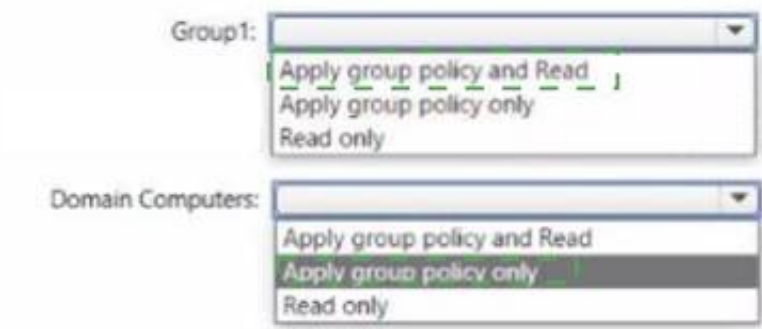 Group1:
Apply group policy and Read
Apply group policy only
Read only
Domain Computers:
Apply group policy and Read
Apply group policy only
Read only